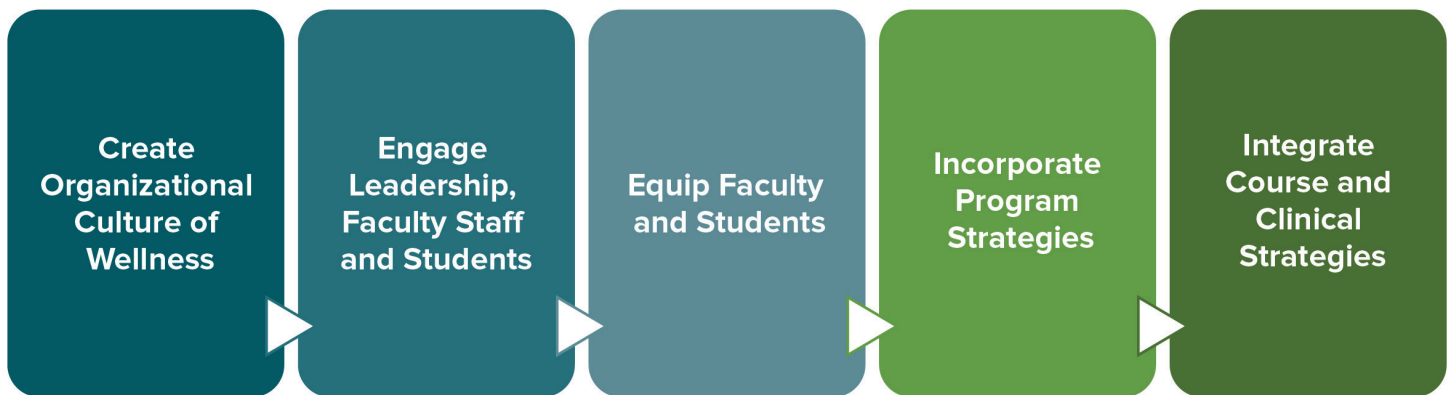 Create
Organizational
Culture of
Wellness
Engage
Leadership,
Faculty Staff
and Students
Equip Faculty
and Students
Incorporate
Program
Strategies
Integrate
Course and
Clinical
Strategies